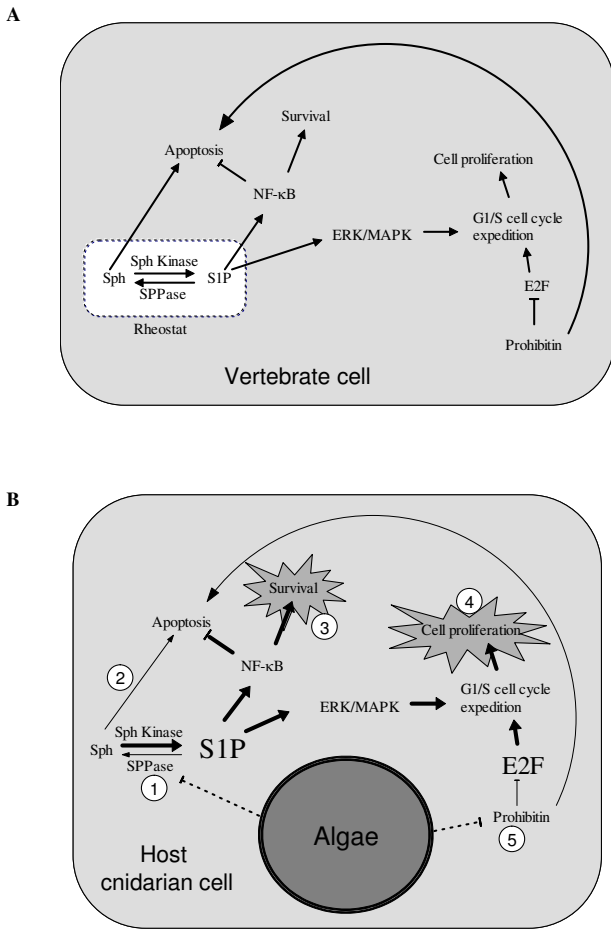 A
Survival
Apoptosis
Cell proliferation
NF-κB
G1/S cell cycle
expedition
ERK/MAPK
Sph Kinase
Sph
S1P
SPPase
E2F
Rheostat
Prohibitin
Vertebrate cell
B
4
Survival
3
Apoptosis
Cell proliferation
NF-κB
2
G1/S cell cycle
expedition
ERK/MAPK
Sph Kinase
Sph
S1P
SPPase
E2F
1
Prohibitin
5
Algae
Host
cnidarian cell